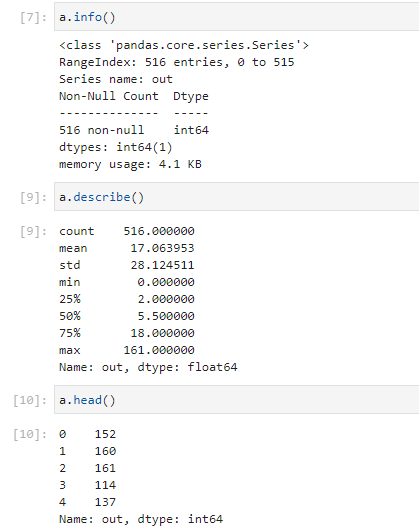 [7]: a.info()
<class 'pandas.core.series.Series'>
RangeIndex: 516 entries, 0 to 515
Series name: out
Non-Null Count  Dtype
--------------  -----
516 non-null    int64
dtypes: int64(1)
memory usage: 4.1 KB
[9]: a.describe()
[9]: count    516.000000
mean      17.063953
std       28.124511
min        0.000000
25%        2.000000
50%        5.500000
75%       18.000000
max      161.000000
Name: out, dtype: float64
[10]: a.head()
[10]: 0    152
1    160
2    161
3    114
4    137
Name: out, dtype: int64